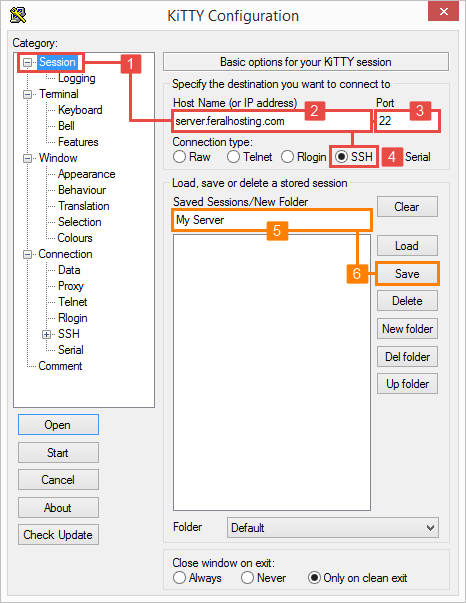 KiTTY Configuration
Category:
Session
Logging
Terminal
Keyboard
Bell
Features
Window
Appearance
Behaviour
Translation
Selection
Colours
Connection
Data
Proxy
Telnet
Rlogin
SSH
Serial
Comment
Open
Start
Cancel
About
Check Update
1
Basic options for your KiTTY session
Specify the destination you want to connect to
Host Name (or IP address) 2 Port 3
server.feralhosting.com 22
Connection type:
Raw Telnet Rlogin SSH 4 Serial
Load, save or delete a stored session
Saved Sessions/New Folder
My Server
5
6
Clear
Load
Save
Delete
New folder
Del folder
Up folder
Folder Default
Close window on exit:
Always Never Only on clean exit